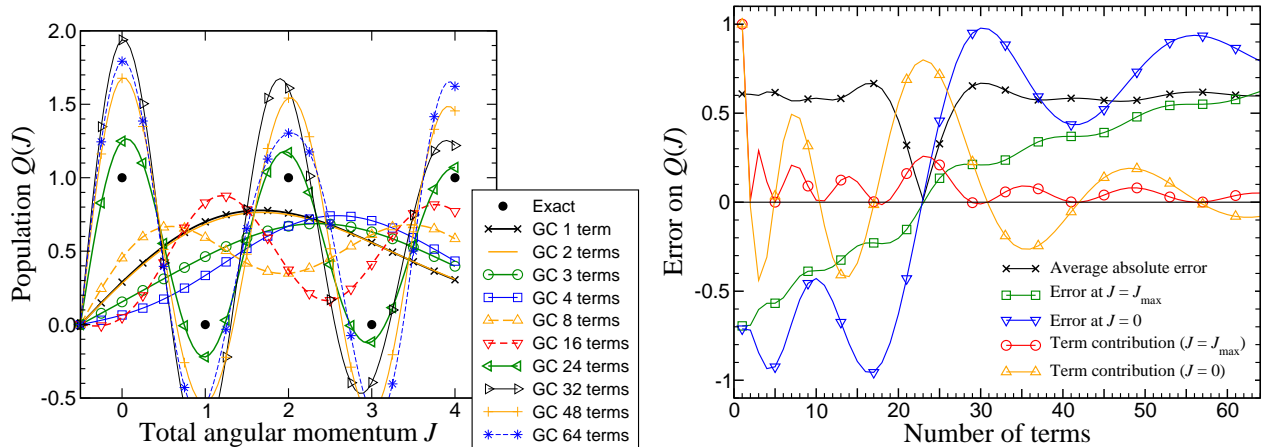 2.0
1.5
1.0
0.5
0.0
-0.5
Population Q(J)
0
1
2
3
4
Total angular momentum J
Exact
GC 1 term
GC 2 terms
GC 3 terms
GC 4 terms
GC 8 terms
GC 16 terms
GC 24 terms
GC 32 terms
GC 48 terms
GC 64 terms
1
0.5
0
-0.5
-1
Error on Q(J)
Average absolute error
Error at J = Jmax
Error at J = 0
Term contribution (J = Jmax)
Term contribution (J = 0)
0
10
20
30
40
50
60
Number of terms